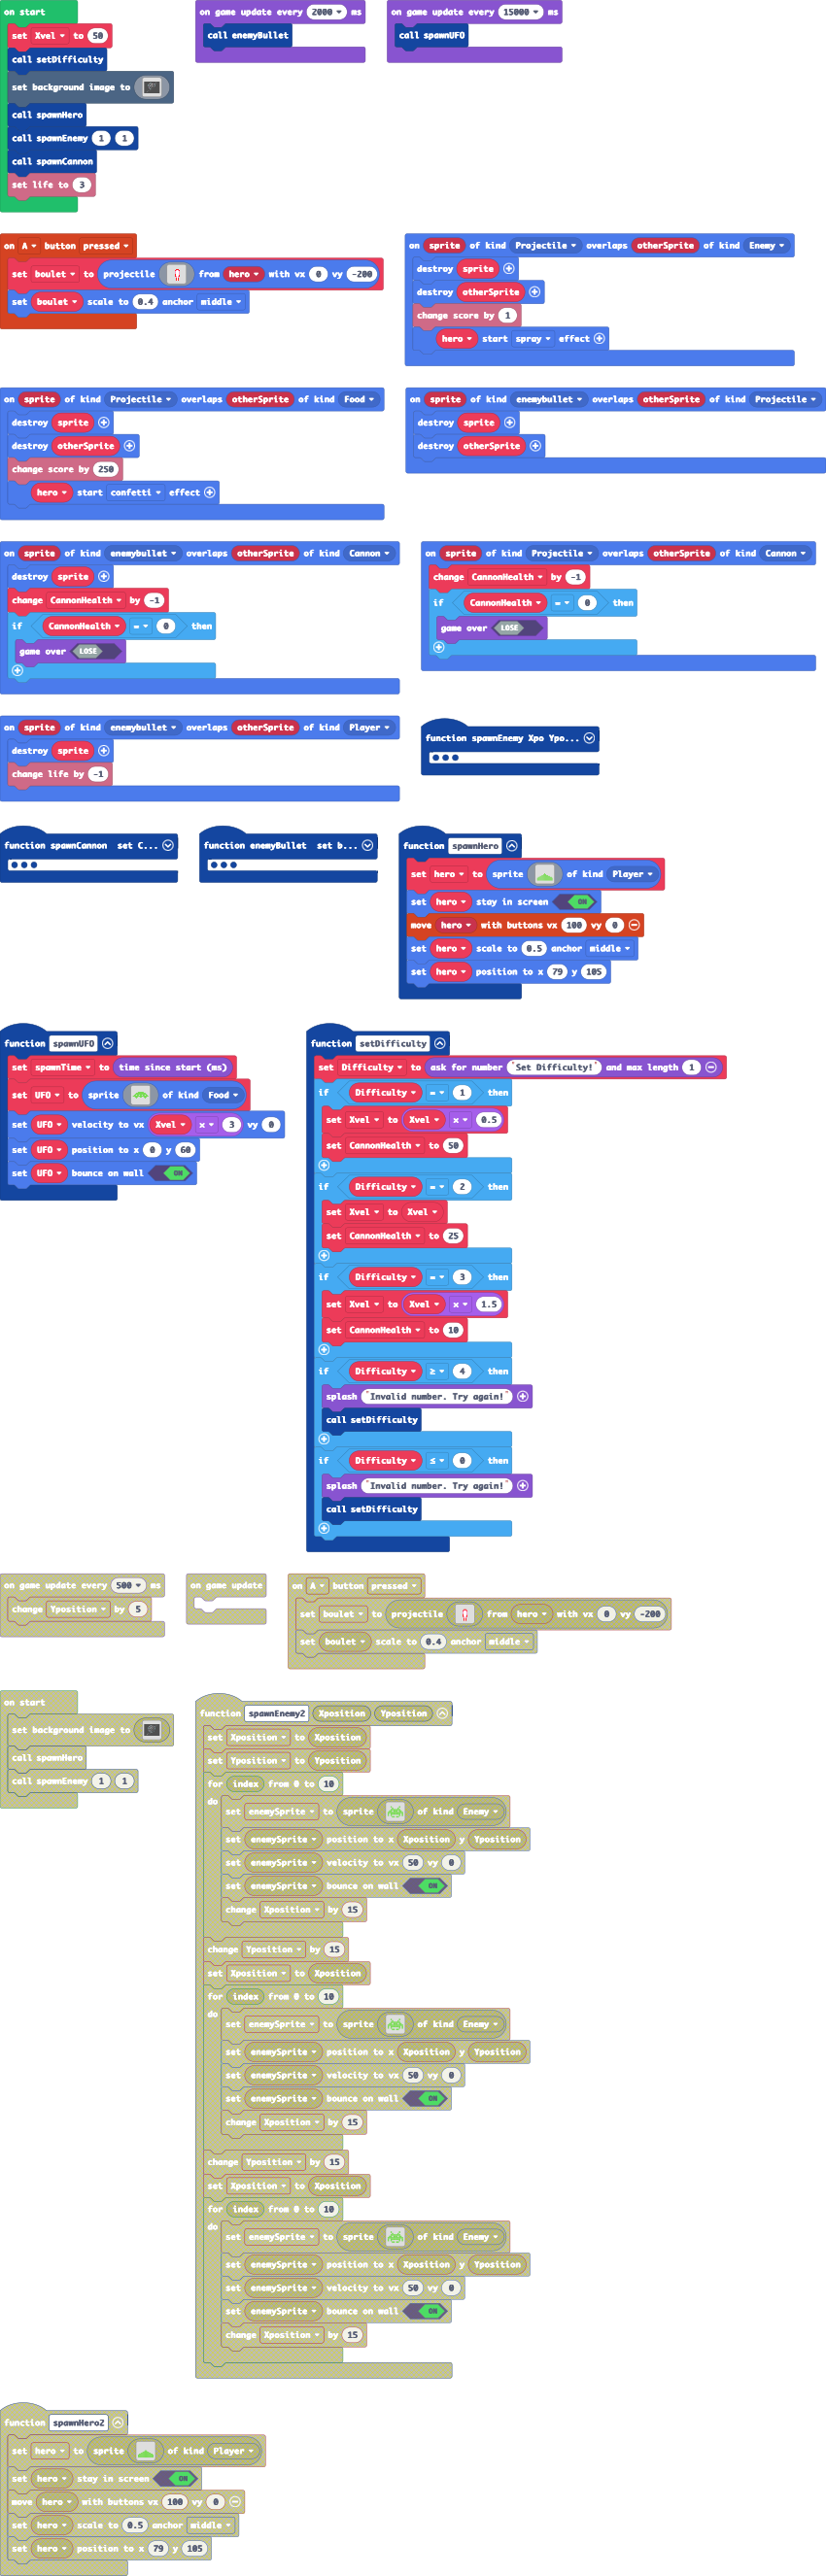 on start
set Xvel to 50
call setDifficulty
set background image to
call spawnHero
call spawnEnemy 1 1
call spawnCannon
set life to 3
on game update every 2000 ms
call enemyBullet
on game update every 15000 ms
call spawnUFO
on A button pressed
set boulet to projectile from hero with vx 0 vy -200
set boulet scale to 0.4 anchor middle
on sprite of kind Projectile overlaps otherSprite of kind Enemy
destroy sprite
destroy otherSprite
change score by 1
hero start spray effect
on sprite of kind Projectile overlaps otherSprite of kind Food
destroy sprite
destroy otherSprite
change score by 250
hero start confetti effect
on sprite of kind enemybullet overlaps otherSprite of kind Projectile
destroy sprite
destroy otherSprite
on sprite of kind enemybullet overlaps otherSprite of kind Cannon
destroy sprite
change CannonHealth by -1
if CannonHealth = 0 then
game over LOSE
on sprite of kind Projectile overlaps otherSprite of kind Cannon
change CannonHealth by -1
if CannonHealth = 0 then
game over LOSE
on sprite of kind enemybullet overlaps otherSprite of kind Player
destroy sprite
change life by -1
function spawnEnemy Xpo Ypo...
function spawnCannon set C...
function enemyBullet set b...
function spawnHero
set hero to sprite of kind Player
set hero stay in screen ON
move hero with buttons vx 100 vy 0
set hero scale to 0.5 anchor middle
set hero position to x 79 y 105
function spawnUFO
set spawnTime to time since start (ms)
set UFO to sprite of kind Food
set UFO velocity to vx Xvel × 3 vy 0
set UFO position to x 0 y 60
set UFO bounce on wall ON
function setDifficulty
set Difficulty to ask for number "Set Difficulty!" and max length 1
if Difficulty = 1 then
set Xvel to Xvel × 0.5
set CannonHealth to 50
if Difficulty = 2 then
set Xvel to Xvel
set CannonHealth to 25
if Difficulty = 3 then
set Xvel to Xvel × 1.5
set CannonHealth to 10
if Difficulty ≥ 4 then
splash "Invalid number. Try again!"
call setDifficulty
if Difficulty ≤ 0 then
splash "Invalid number. Try again!"
call setDifficulty
on game update every 500 ms
change Yposition by 5
on game update
on A button pressed
set boulet to projectile from hero with vx 0 vy -200
set boulet scale to 0.4 anchor middle
on start
set background image to
call spawnHero
call spawnEnemy 1 1
function spawnEnemy2 Xposition Yposition
set Xposition to Xposition
set Yposition to Yposition
for index from 0 to 10
do
set enemySprite to sprite of kind Enemy
set enemySprite position to x Xposition y Yposition
set enemySprite velocity to vx 50 vy 0
set enemySprite bounce on wall ON
change Xposition by 15
change Yposition by 15
set Xposition to Xposition
for index from 0 to 10
do
set enemySprite to sprite of kind Enemy
set enemySprite position to x Xposition y Yposition
set enemySprite velocity to vx 50 vy 0
set enemySprite bounce on wall ON
change Xposition by 15
change Yposition by 15
set Xposition to Xposition
for index from 0 to 10
do
set enemySprite to sprite of kind Enemy
set enemySprite position to x Xposition y Yposition
set enemySprite velocity to vx 50 vy 0
set enemySprite bounce on wall ON
change Xposition by 15
function spawnHero2
set hero to sprite of kind Player
set hero stay in screen ON
move hero with buttons vx 100 vy 0
set hero scale to 0.5 anchor middle
set hero position to x 79 y 105